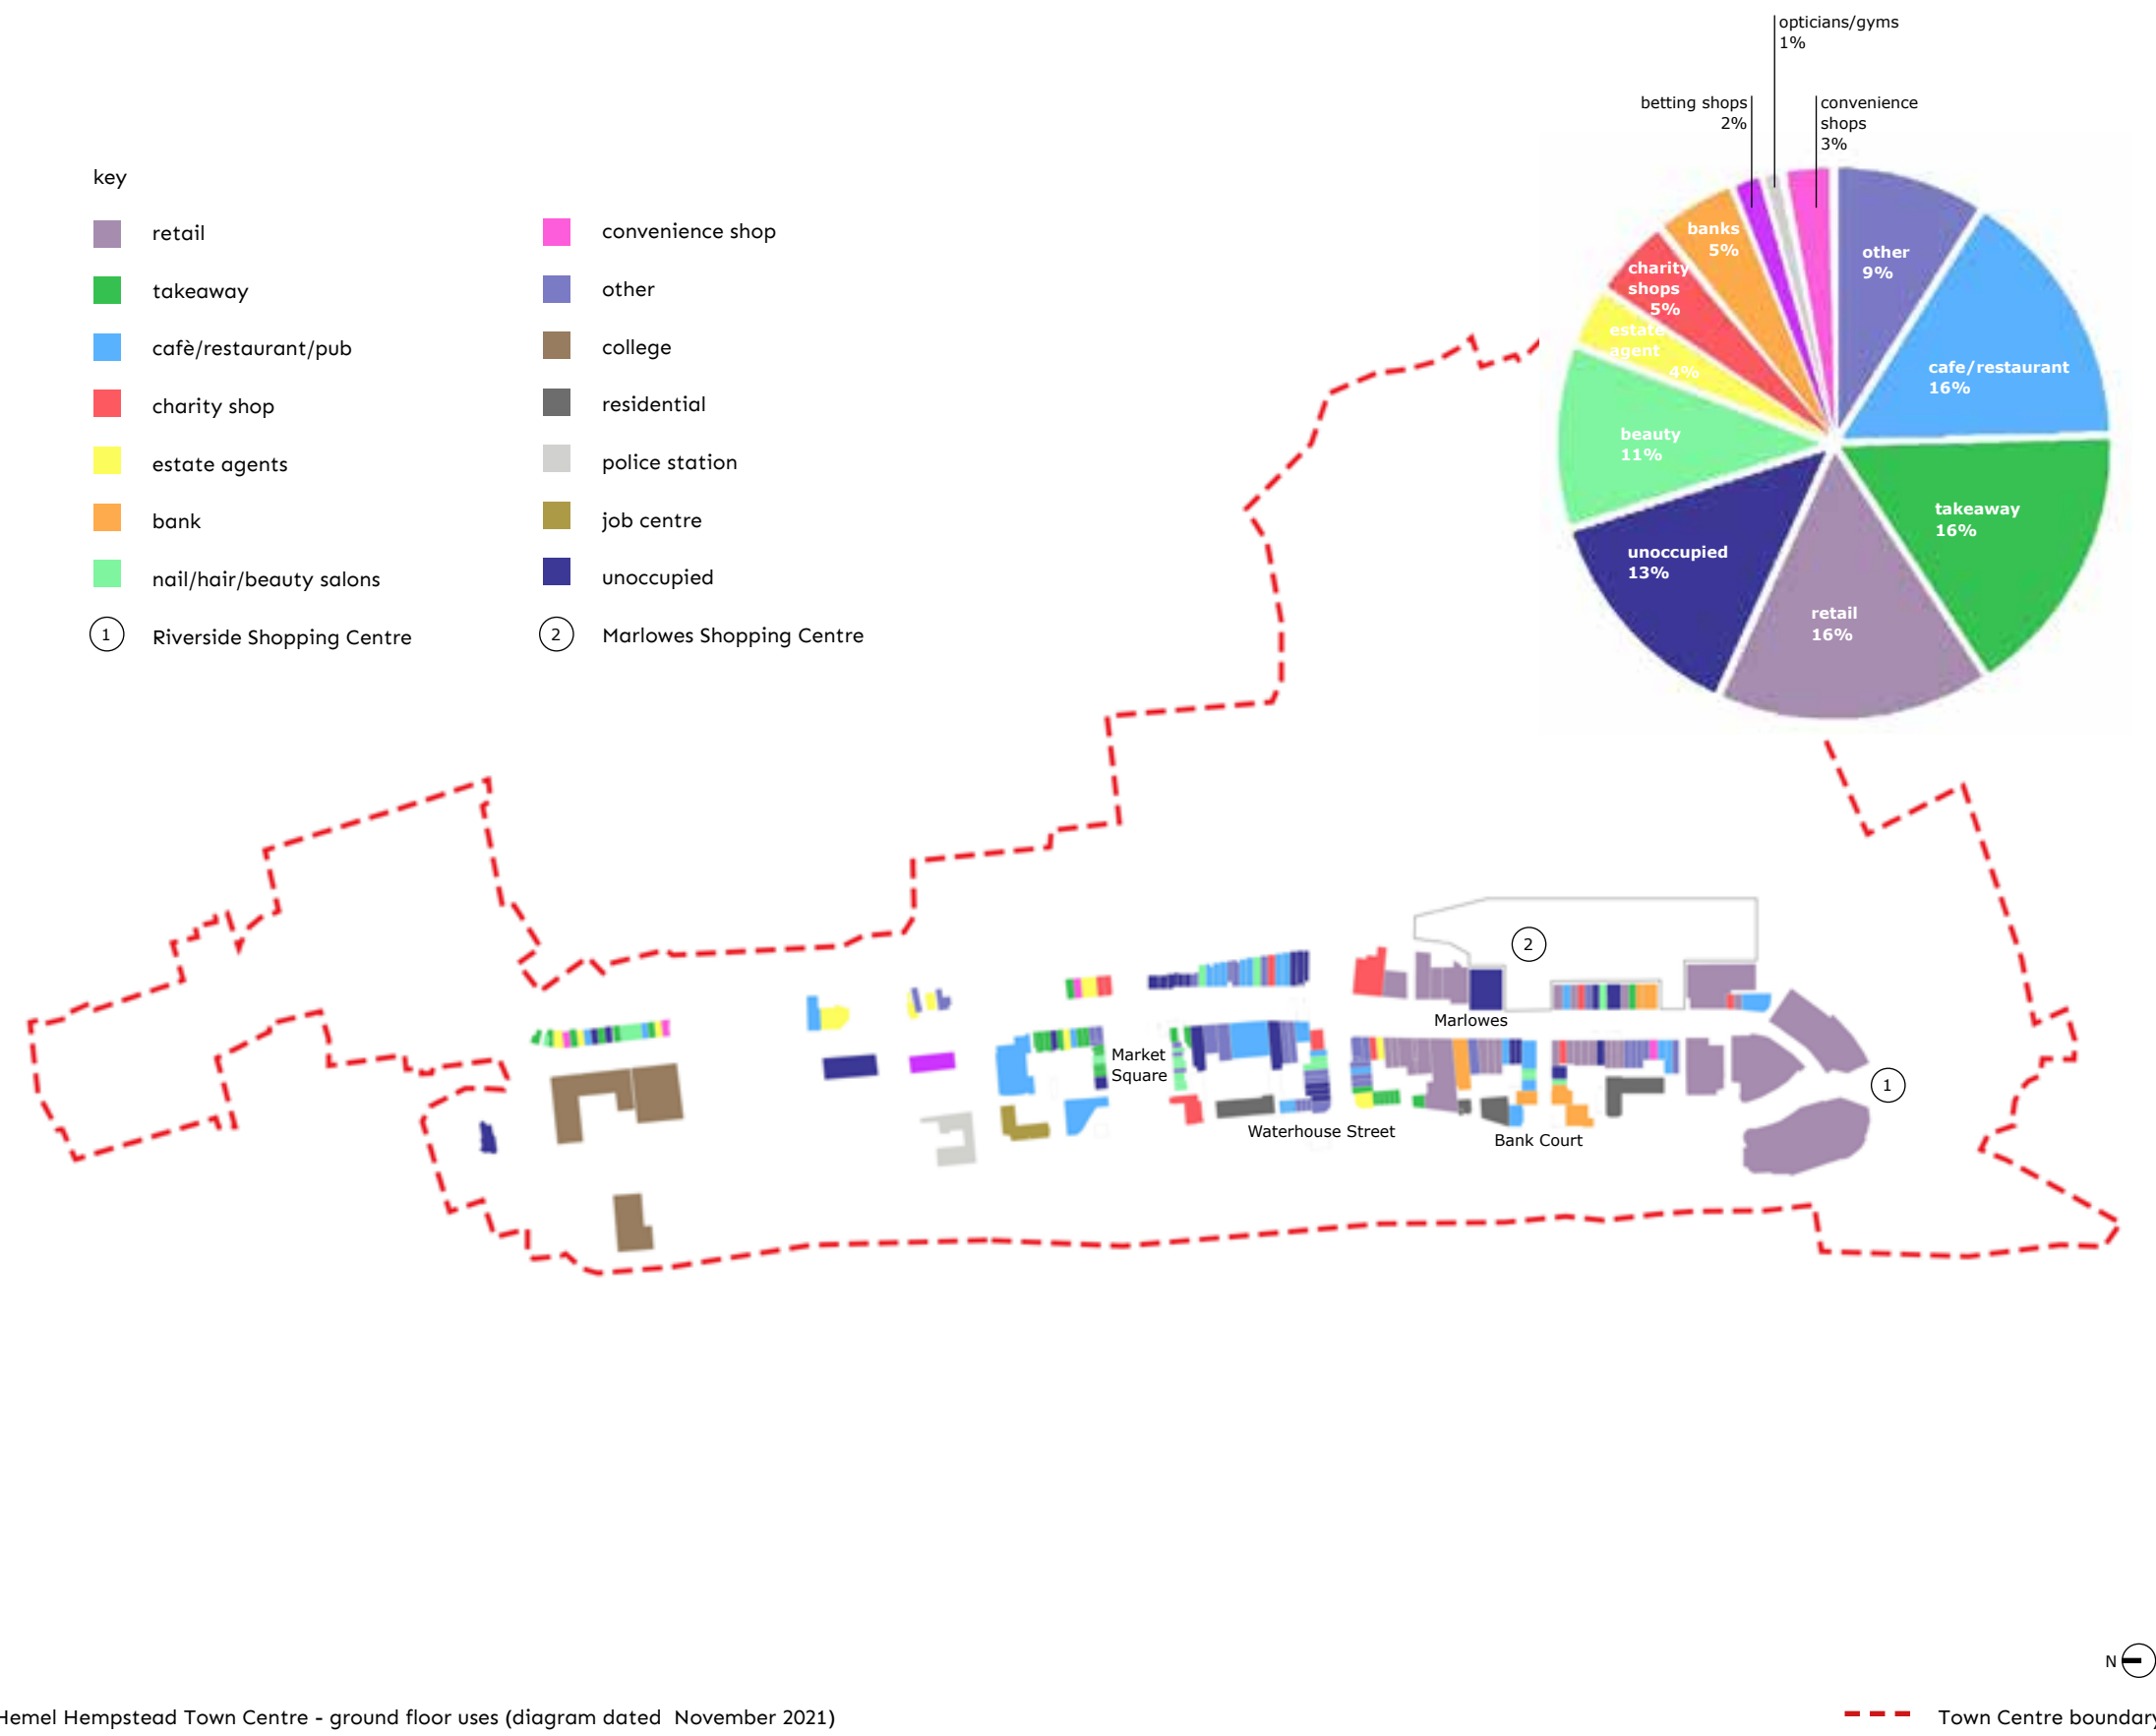 opticians/gyms
1%
betting shops
2%
convenience
shops
3%
key
retail
takeaway
cafè/restaurant/pub
charity shop
estate agents
bank
nail/hair/beauty salons
1 Riverside Shopping Centre
convenience shop
other
college
residential
police station
job centre
unoccupied
2 Marlowes Shopping Centre
banks
5%
charity
shops
5%
estate
agent
4%
beauty
11%
unoccupied
13%
retail
16%
takeaway
16%
cafe/restaurant
16%
other
9%
2
Marlowes
Market
Square
1
Waterhouse Street
Bank Court
N
Hemel Hempstead Town Centre - ground floor uses (diagram dated  November 2021)
Town Centre boundary